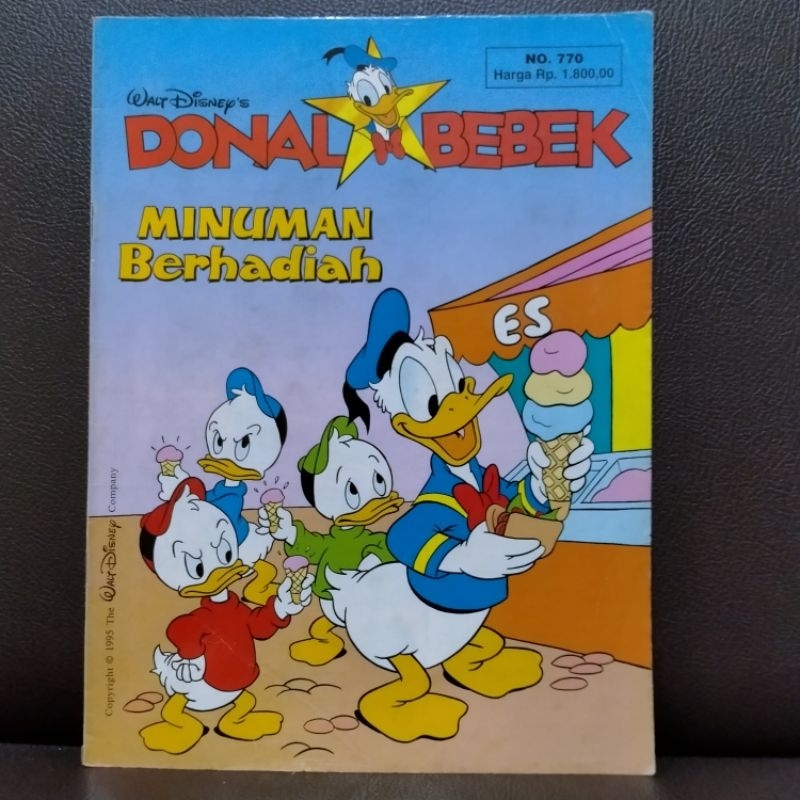 NO. 770
Harga Rp. 1.800,00
WALT DISNEY'S
DONAL BEBEK
MINUMAN
Berhadiah
ES
Copyright © 1995 The WALT DISNEY Company